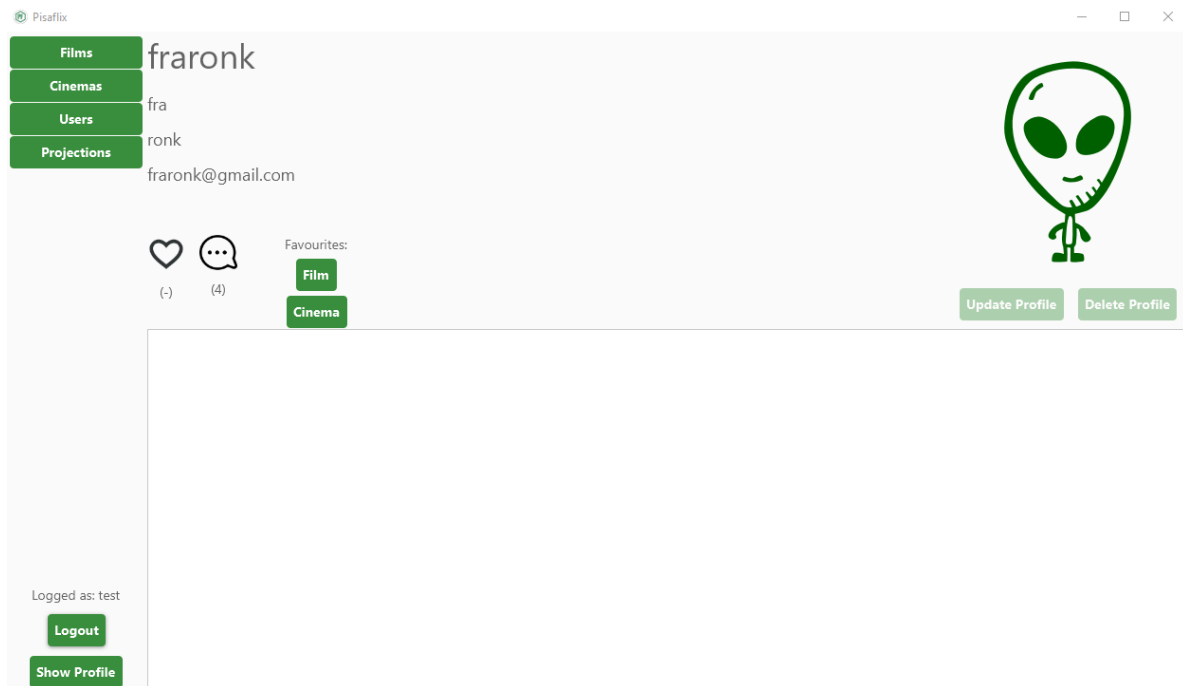 Pisaflix
Films
Cinemas
Users
Projections
fraronk
fra
ronk
fraronk@gmail.com
(-)
(4)
Favourites:
Film
Cinema
Update Profile
Delete Profile
Logged as: test
Logout
Show Profile